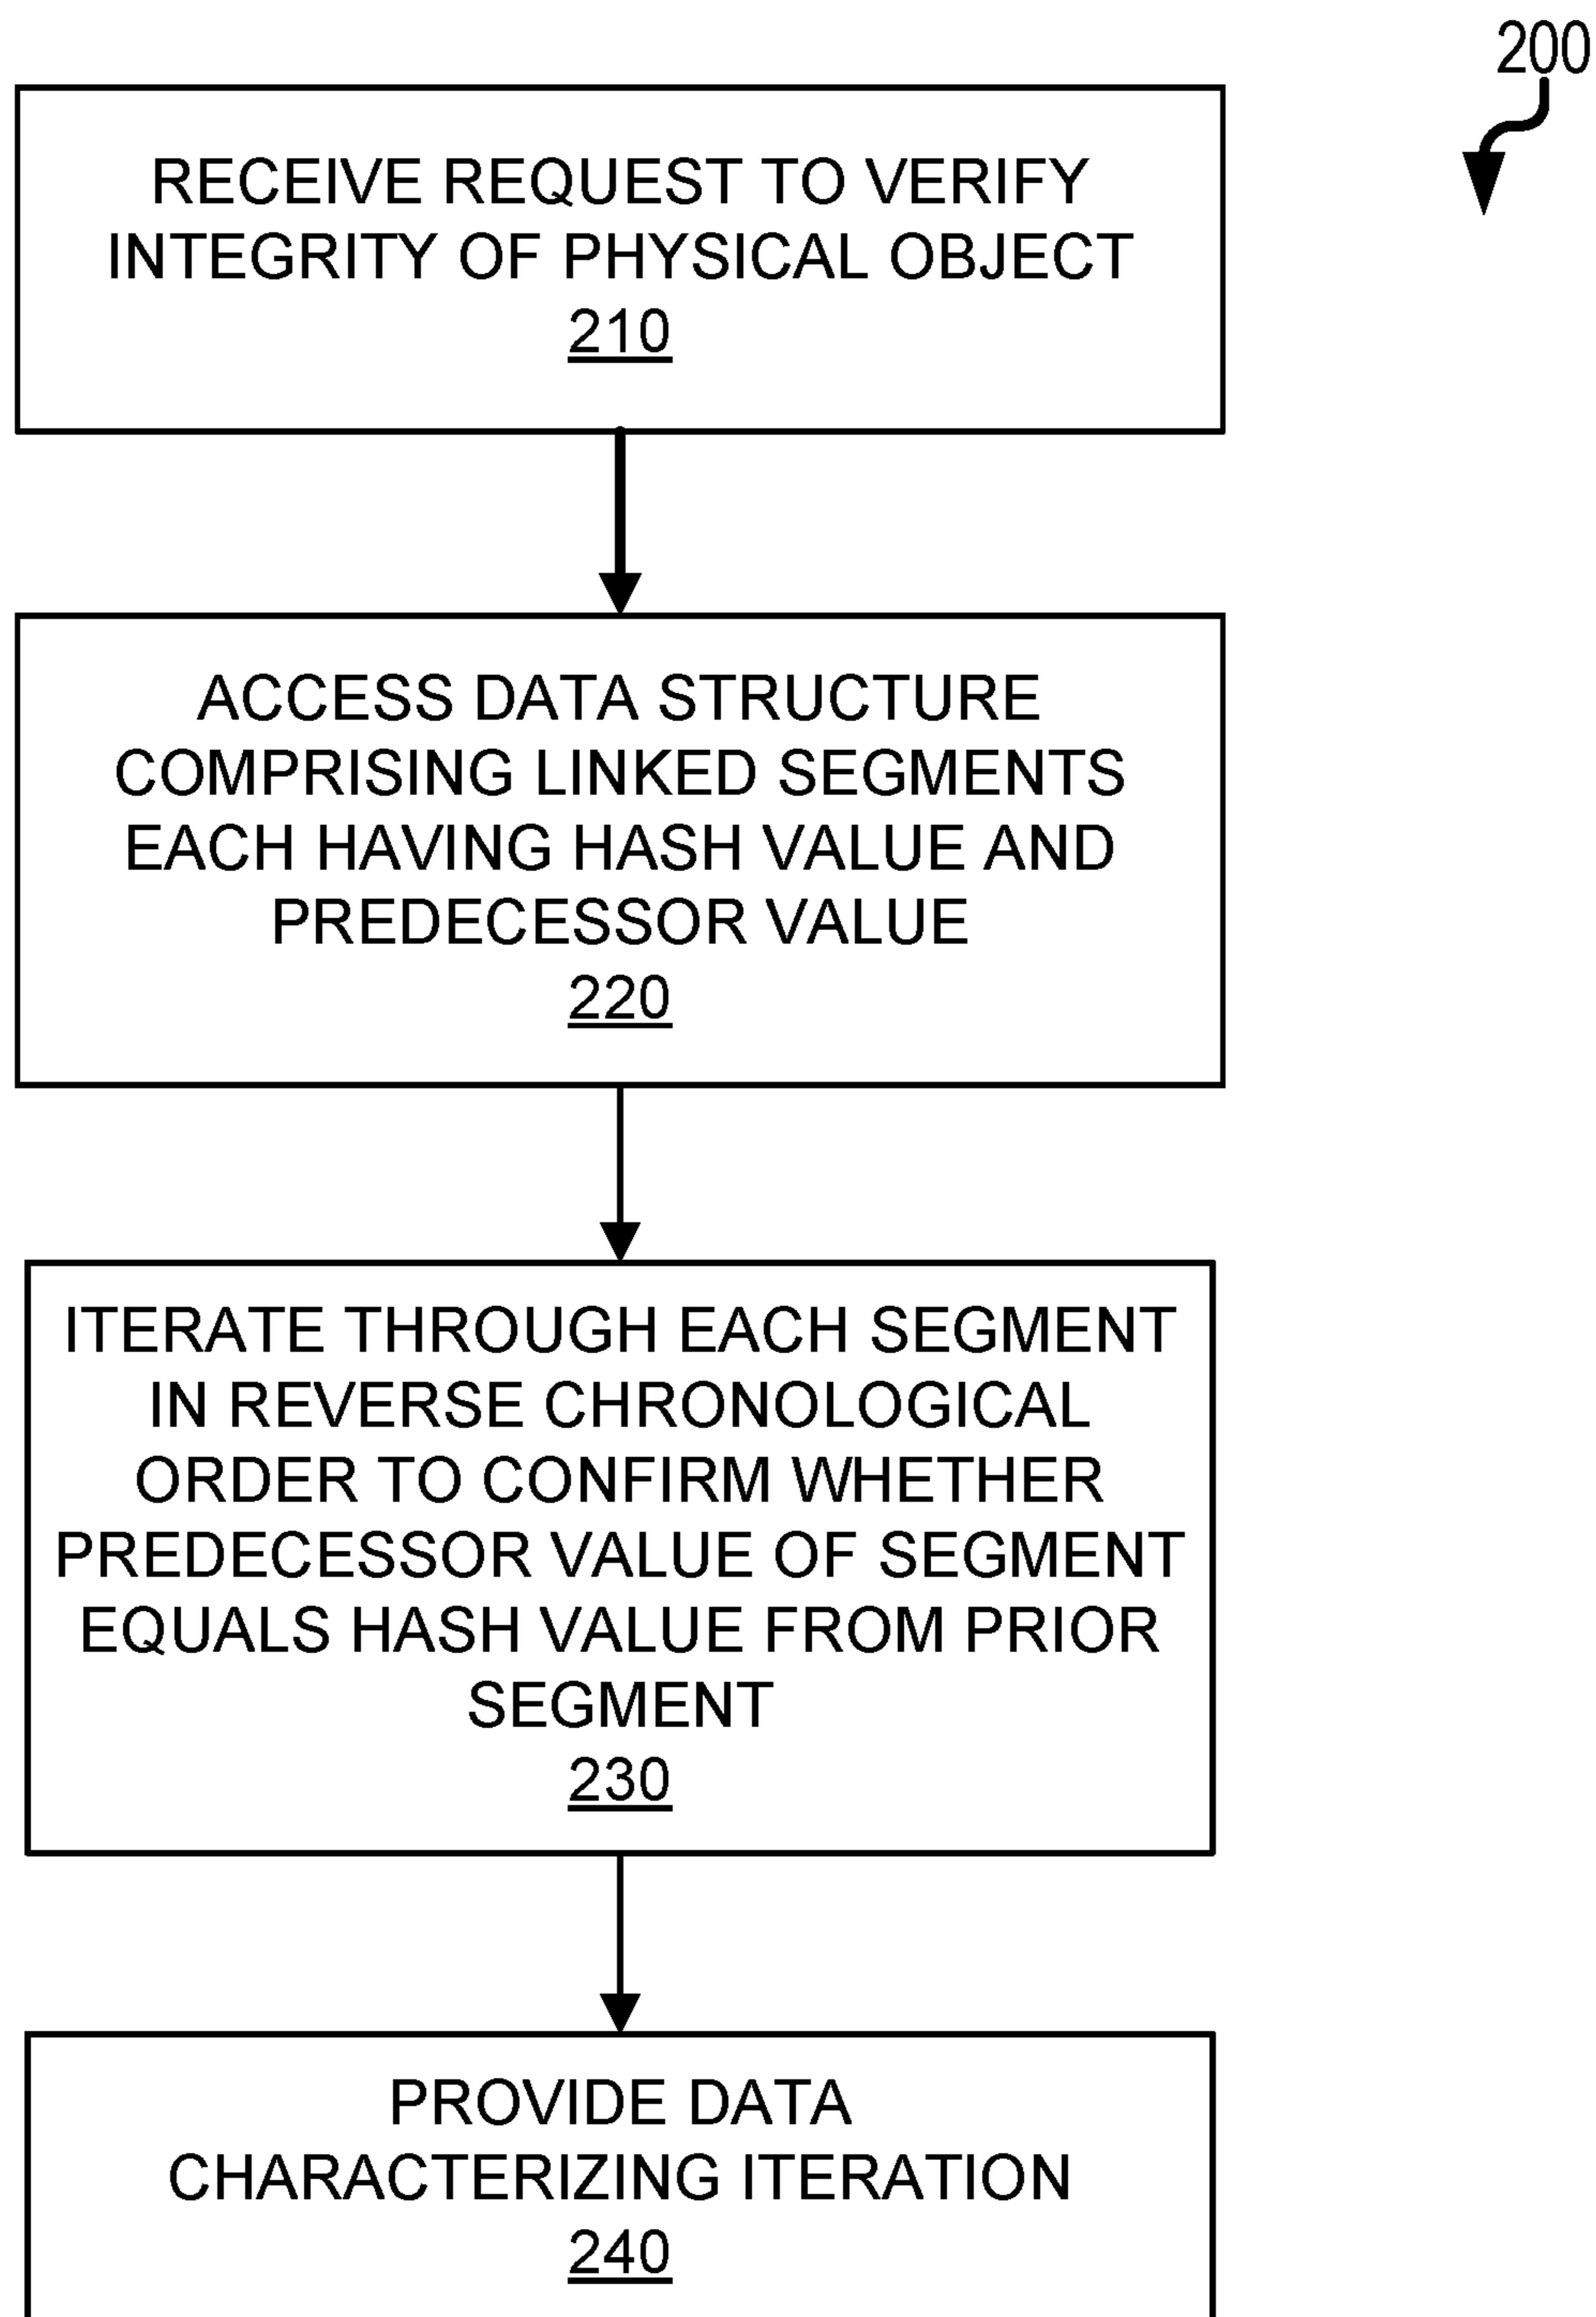 200
RECEIVE REQUEST TO VERIFY
INTEGRITY OF PHYSICAL OBJECT
210
ACCESS DATA STRUCTURE
COMPRISING LINKED SEGMENTS
EACH HAVING HASH VALUE AND
PREDECESSOR VALUE
220
ITERATE THROUGH EACH SEGMENT
IN REVERSE CHRONOLOGICAL
ORDER TO CONFIRM WHETHER
PREDECESSOR VALUE OF SEGMENT
EQUALS HASH VALUE FROM PRIOR
SEGMENT
230
PROVIDE DATA
CHARACTERIZING ITERATION
240